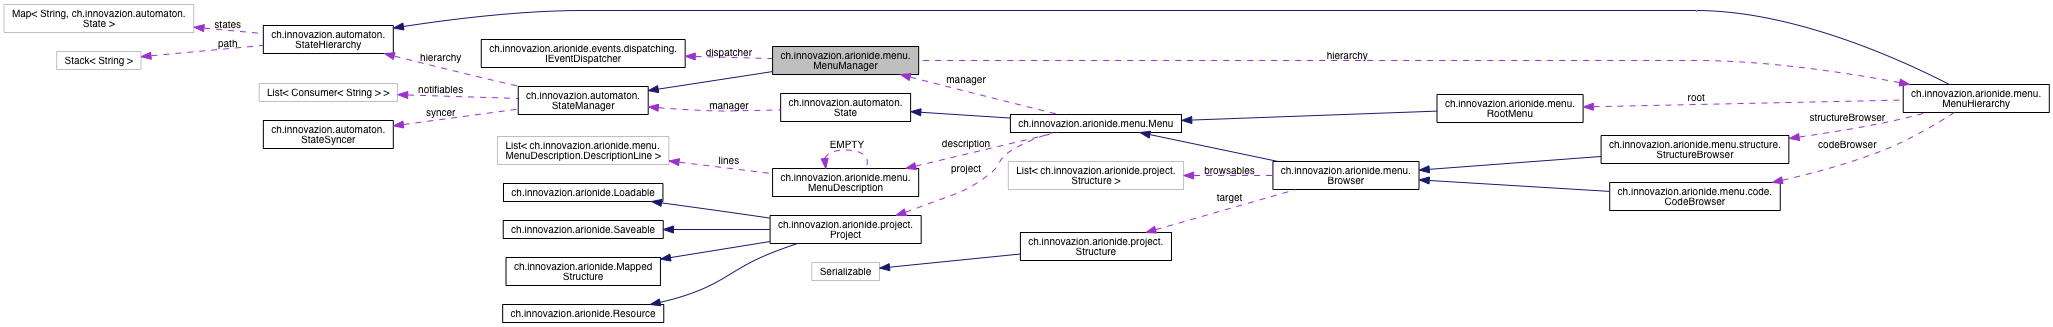 Map< String, ch.innovazion.automaton.
State >
states
path
Stack< String >
ch.innovazion.automaton.
StateHierarchy
hierarchy
List< Consumer< String > >
notifiables
syncer
ch.innovazion.automaton.
StateSyncer
ch.innovazion.arionide.events.dispatching.
IEventDispatcher
dispatcher
ch.innovazion.arionide.menu.
MenuManager
ch.innovazion.automaton.
StateManager
manager
ch.innovazion.automaton.
State
manager
hierarchy
List< ch.innovazion.arionide.menu.
MenuDescription.DescriptionLine >
lines
EMPTY
ch.innovazion.arionide.menu.
MenuDescription
description
project
ch.innovazion.arionide.menu.Menu
ch.innovazion.arionide.Loadable
ch.innovazion.arionide.Saveable
ch.innovazion.arionide.Mapped
Structure
ch.innovazion.arionide.Resource
ch.innovazion.arionide.project.
Project
List< ch.innovazion.arionide.project.
Structure >
browsables
target
ch.innovazion.arionide.project.
Structure
Serializable
ch.innovazion.arionide.menu.
Browser
ch.innovazion.arionide.menu.
RootMenu
root
structureBrowser
codeBrowser
ch.innovazion.arionide.menu.structure.
StructureBrowser
ch.innovazion.arionide.menu.code.
CodeBrowser
ch.innovazion.arionide.menu.
MenuHierarchy